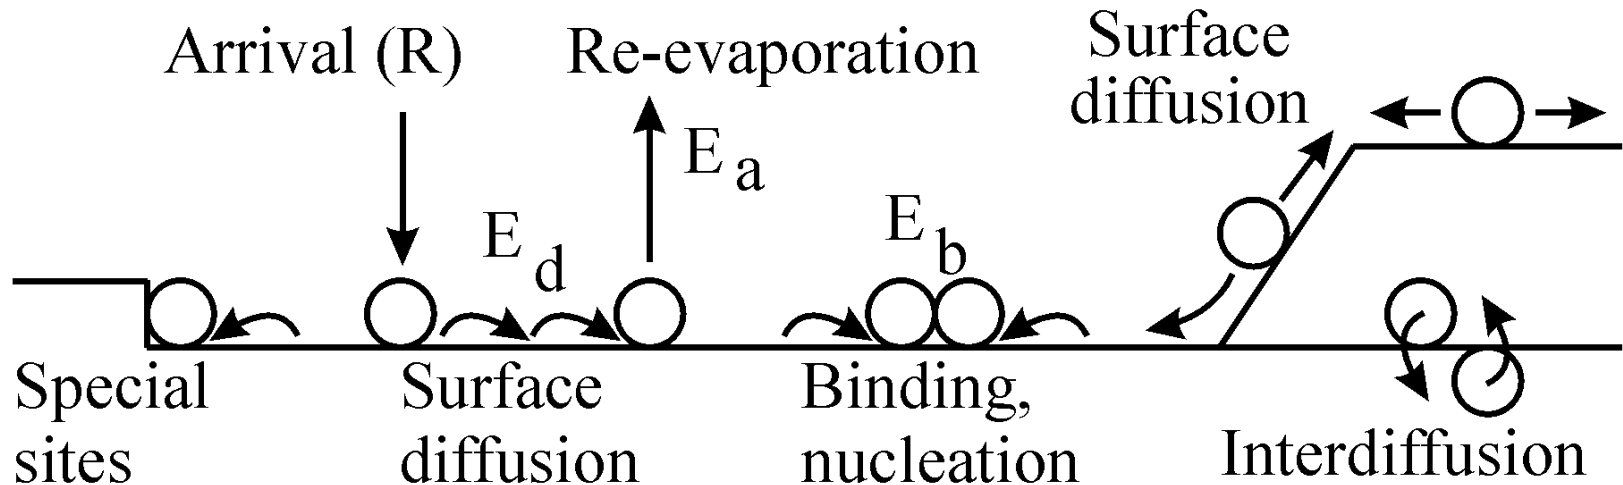 Arrival (R)
Re-evaporation
Surface
diffusion
E a
E d
E b
Special
sites
Surface
diffusion
Binding,
nucleation
Interdiffusion